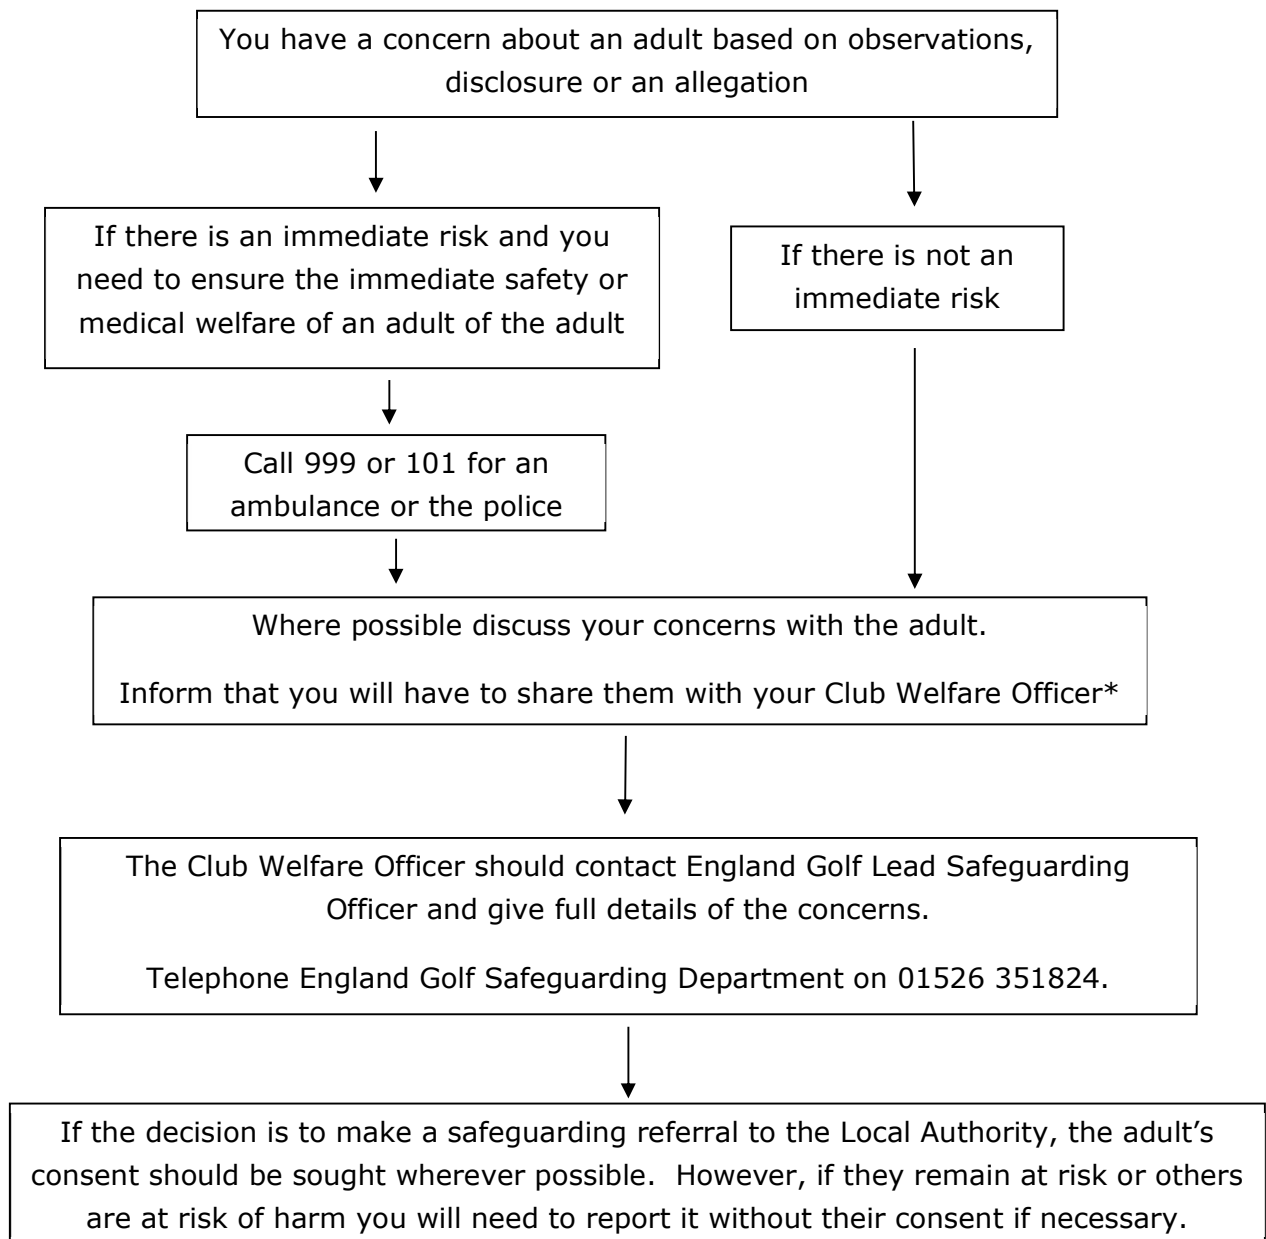 You have a concern about an adult based on observations,
disclosure or an allegation
If there is an immediate risk and you
need to ensure the immediate safety or
medical welfare of an adult of the adult
If there is not an
immediate risk
Call 999 or 101 for an
ambulance or the police
Where possible discuss your concerns with the adult.
Inform that you will have to share them with your Club Welfare Officer*
The Club Welfare Officer should contact England Golf Lead Safeguarding
Officer and give full details of the concerns.
Telephone England Golf Safeguarding Department on 01526 351824.
If the decision is to make a safeguarding referral to the Local Authority, the adult’s
consent should be sought wherever possible.  However, if they remain at risk or others
are at risk of harm you will need to report it without their consent if necessary.